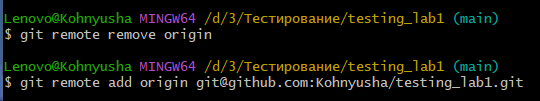 Lenovo@Kohnyusha MINGW64 /d/3/Тестирование/testing_lab1 (main)
$ git remote remove origin
Lenovo@Kohnyusha MINGW64 /d/3/Тестирование/testing_lab1 (main)
$ git remote add origin git@github.com:Kohnyusha/testing_lab1.git